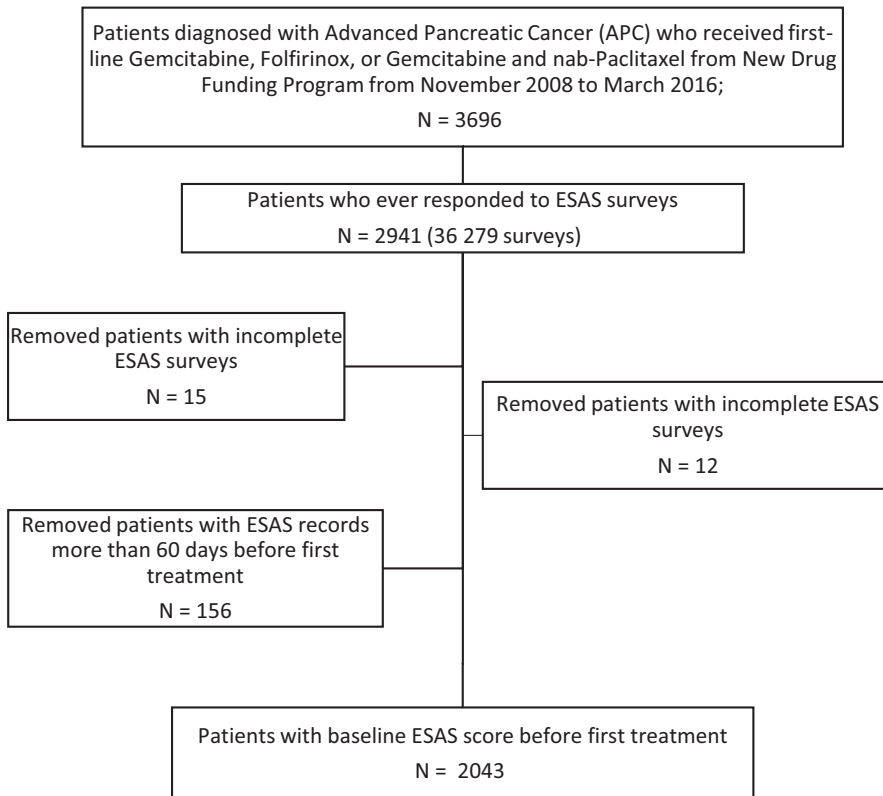 Patients diagnosed with Advanced Pancreatic Cancer (APC) who received first-
line Gemcitabine, Folfirinox, or Gemcitabine and nab-Paclitaxel from New Drug
Funding Program from November 2008 to March 2016;
N = 3696
Patients who ever responded to ESAS surveys
N = 2941 (36 279 surveys)
Removed patients with incomplete
ESAS surveys
N = 15
Removed patients with incomplete ESAS
surveys
N = 12
Removed patients with ESAS records
more than 60 days before first
treatment
N = 156
Patients with baseline ESAS score before first treatment
N = 2043